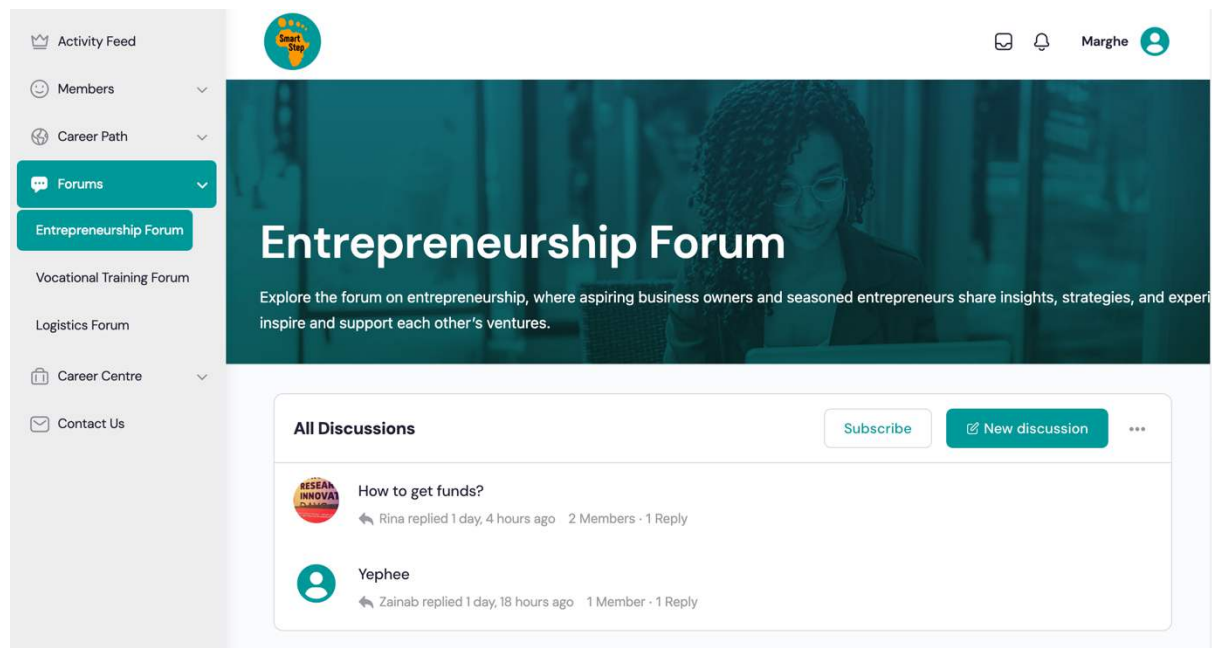 Activity Feed
Members
Career Path
Forums
Entrepreneurship Forum
Vocational Training Forum
Logistics Forum
Career Centre
Contact Us
Smart
Step
Marghe
Entrepreneurship Forum
Explore the forum on entrepreneurship, where aspiring business owners and seasoned entrepreneurs share insights, strategies, and experi
inspire and support each other's ventures.
All Discussions
Subscribe
New discussion
RESEAR
INNOVAT
How to get funds?
Rina replied 1 day, 4 hours ago 2 Members · 1 Reply
Yephee
Zainab replied 1 day, 18 hours ago 1 Member · 1 Reply